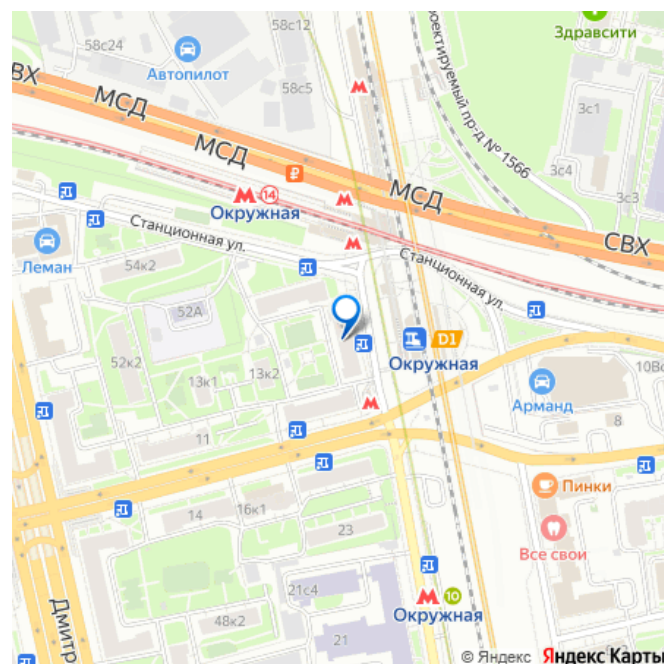 58с12
58с24
Автопилот
58с5
Здравсити
роектируемый пр-д № 1566
3с1
3с4
3с3
СВХ
МСД
МСД
МСД
СВХ
₽
М 14
М
М
М
Окружная
Станционная ул.
Станционная ул.
Леман
54к2
52А
52к2
13к1
13к2
11
D1
Окружная
10Вс
Арманд
8
М
Пинки
Все свои
14
16к1
23
21с4
21
48к2
М 10
Окружная
Дмитр
© Яндекс Яндекс Карты